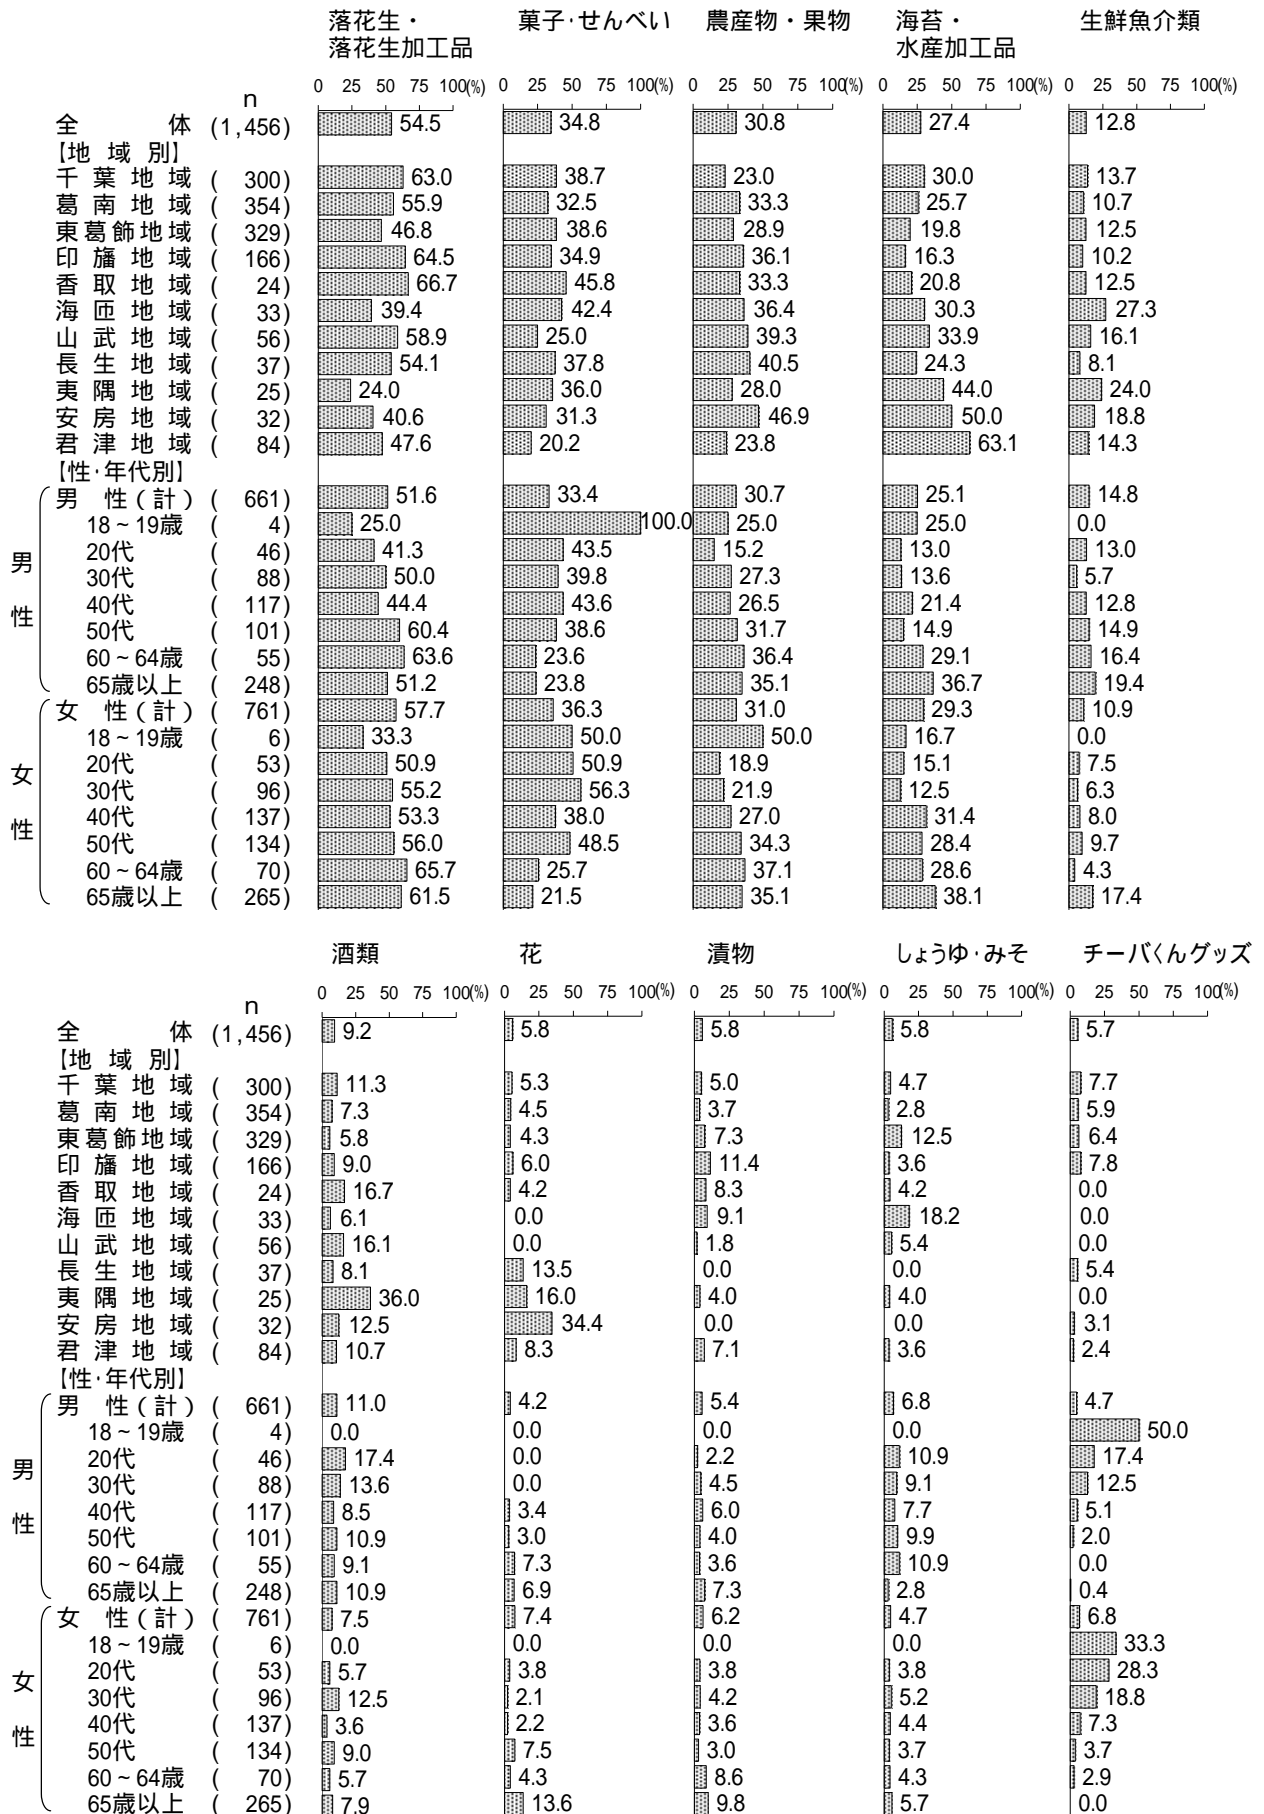 落花生・ 菓子・せんべい 農産物・果物 海苔・ 生鮮魚介類
落花生加工品 水産加工品
0 25 50 75 100(%) 0 25 50 75 100(%) 0 25 50 75 100(%) 0 25 50 75 100(%) 0 25 50 75 100(%)
n
全体 (1,456) 54.5 34.8 30.8 27.4 12.8
【地域別】
千葉地域 ( 300) 63.0 38.7 23.0 30.0 13.7
葛南地域 ( 354) 55.9 32.5 33.3 25.7 10.7
東葛飾地域 ( 329) 46.8 38.6 28.9 19.8 12.5
印旛地域 ( 166) 64.5 34.9 36.1 16.3 10.2
香取地域 ( 24) 66.7 45.8 33.3 20.8 12.5
海匝地域 ( 33) 39.4 42.4 36.4 30.3 27.3
山武地域 ( 56) 58.9 25.0 39.3 33.9 16.1
長生地域 ( 37) 54.1 37.8 40.5 24.3 8.1
夷隅地域 ( 25) 24.0 36.0 28.0 44.0 24.0
安房地域 ( 32) 40.6 31.3 46.9 50.0 18.8
君津地域 ( 84) 47.6 20.2 23.8 63.1 14.3
【性・年代別】
男性(計) ( 661) 51.6 33.4 30.7 25.1 14.8
18~19歳 ( 4) 25.0 100.0 25.0 25.0 0.0
20代 ( 46) 41.3 43.5 15.2 13.0 13.0
男 30代 ( 88) 50.0 39.8 27.3 13.6 5.7
性 40代 ( 117) 44.4 43.6 26.5 21.4 12.8
50代 ( 101) 60.4 38.6 31.7 14.9 14.9
60~64歳 ( 55) 63.6 23.6 36.4 29.1 16.4
65歳以上 ( 248) 51.2 23.8 35.1 36.7 19.4
女性(計) ( 761) 57.7 36.3 31.0 29.3 10.9
18~19歳 ( 6) 33.3 50.0 50.0 16.7 0.0
20代 ( 53) 50.9 50.9 18.9 15.1 7.5
女 30代 ( 96) 55.2 56.3 21.9 12.5 6.3
性 40代 ( 137) 53.3 38.0 27.0 31.4 8.0
50代 ( 134) 56.0 48.5 34.3 28.4 9.7
60~64歳 ( 70) 65.7 25.7 37.1 28.6 4.3
65歳以上 ( 265) 61.5 21.5 35.1 38.1 17.4
酒類 花 漬物 しょうゆ・みそ チーバくんグッズ
0 25 50 75 100(%) 0 25 50 75 100(%) 0 25 50 75 100(%) 0 25 50 75 100(%) 0 25 50 75 100(%)
n
全体 (1,456) 9.2 5.8 5.8 5.8 5.7
【地域別】
千葉地域 ( 300) 11.3 5.3 5.0 4.7 7.7
葛南地域 ( 354) 7.3 4.5 3.7 2.8 5.9
東葛飾地域 ( 329) 5.8 4.3 7.3 12.5 6.4
印旛地域 ( 166) 9.0 6.0 11.4 3.6 7.8
香取地域 ( 24) 16.7 4.2 8.3 4.2 0.0
海匝地域 ( 33) 6.1 0.0 9.1 18.2 0.0
山武地域 ( 56) 16.1 0.0 1.8 5.4 0.0
長生地域 ( 37) 8.1 13.5 0.0 0.0 5.4
夷隅地域 ( 25) 36.0 16.0 4.0 4.0 0.0
安房地域 ( 32) 12.5 34.4 0.0 0.0 3.1
君津地域 ( 84) 10.7 8.3 7.1 3.6 2.4
【性・年代別】
男性(計) ( 661) 11.0 4.2 5.4 6.8 4.7
18~19歳 ( 4) 0.0 0.0 0.0 0.0 50.0
20代 ( 46) 17.4 0.0 2.2 10.9 17.4
男 30代 ( 88) 13.6 0.0 4.5 9.1 12.5
性 40代 ( 117) 8.5 3.4 6.0 7.7 5.1
50代 ( 101) 10.9 3.0 4.0 9.9 2.0
60~64歳 ( 55) 9.1 7.3 3.6 10.9 0.0
65歳以上 ( 248) 10.9 6.9 7.3 2.8 0.4
女性(計) ( 761) 7.5 7.4 6.2 4.7 6.8
18~19歳 ( 6) 0.0 0.0 0.0 0.0 33.3
20代 ( 53) 5.7 3.8 3.8 3.8 28.3
女 30代 ( 96) 12.5 2.1 4.2 5.2 18.8
性 40代 ( 137) 3.6 2.2 3.6 4.4 7.3
50代 ( 134) 9.0 7.5 3.0 3.7 3.7
60~64歳 ( 70) 5.7 4.3 8.6 4.3 2.9
65歳以上 ( 265) 7.9 13.6 9.8 5.7 0.0